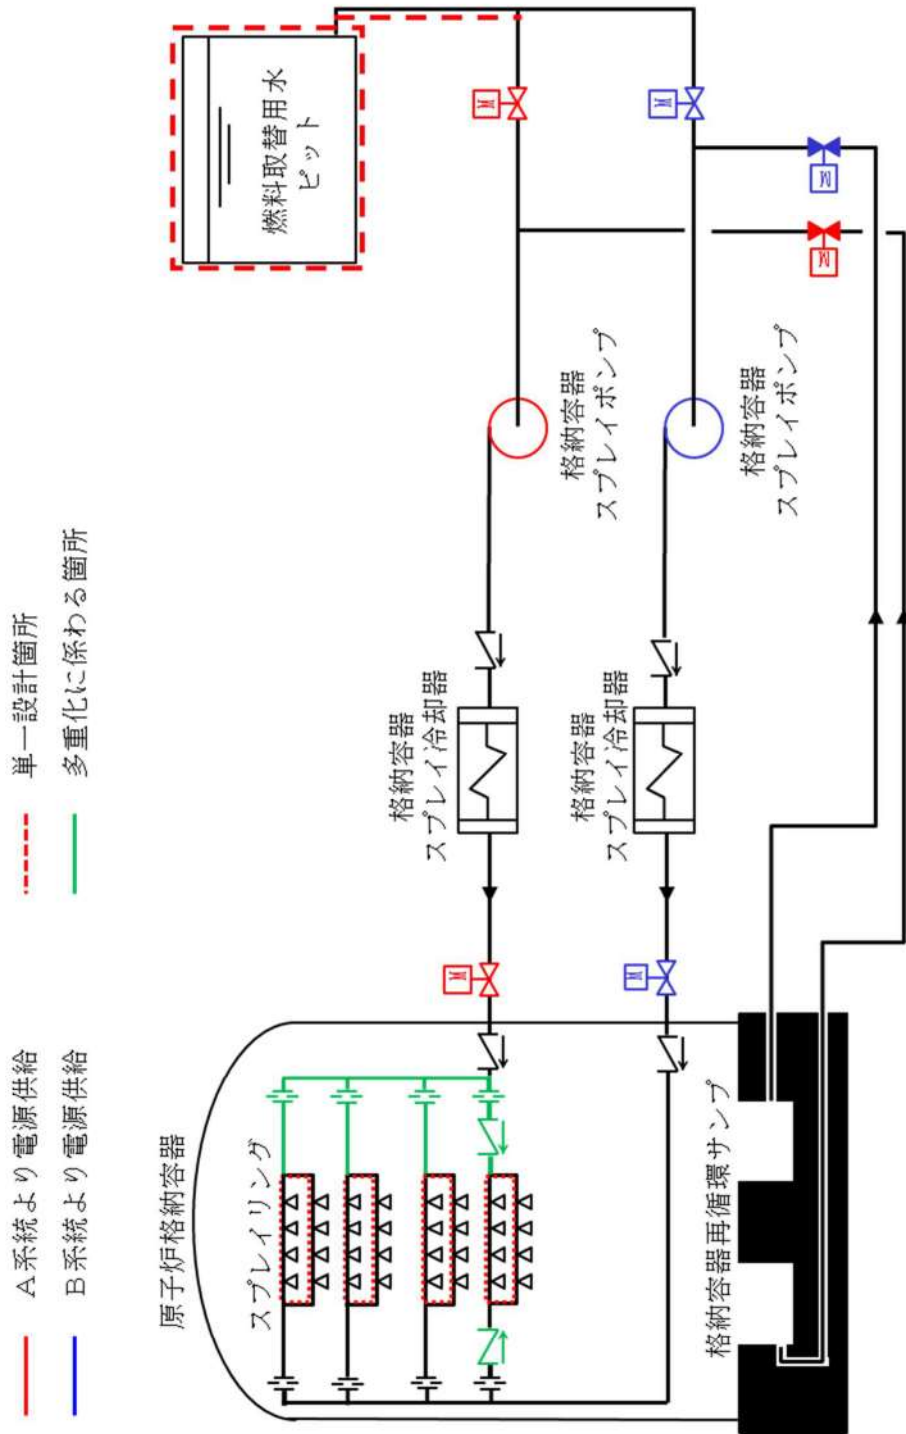 A系統より電源供給
B系統より電源供給
単一設計箇所
多重化に係わる箇所
原子炉格納容器
スプレイリング
格納容器再循環サンプ
格納容器
スプレイ冷却器
格納容器
スプレイ冷却器
格納容器
スプレイポンプ
格納容器
スプレイポンプ
燃料取替用水
ピット
M
M
M
M
M
M